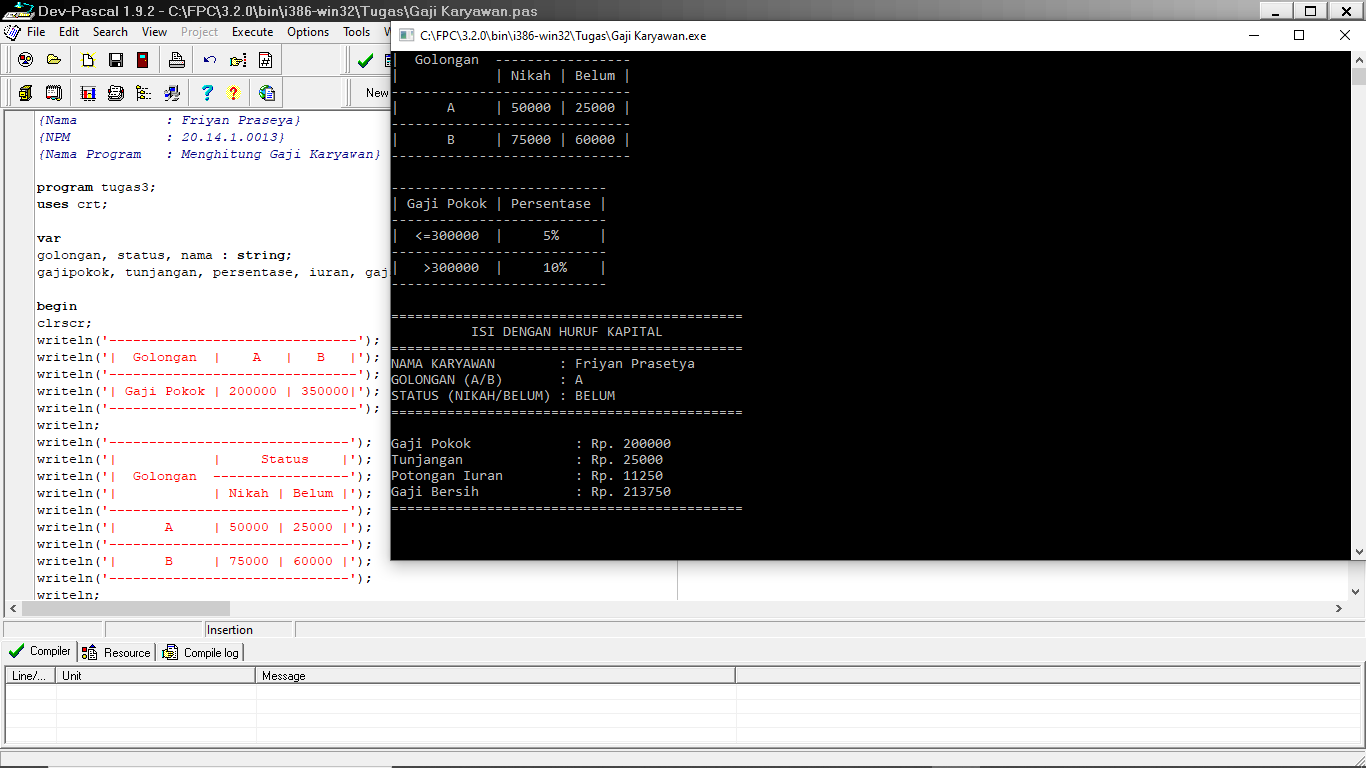 Dev-Pascal 1.9.2 - C:\FPC\3.2.0\bin\i386-win32\Tugas\Gaji Karyawan.pas
File Edit Search View Project Execute Options Tools W
New
{Nama           : Friyan Praseya}
{NPM            : 20.14.1.0013}
{Nama Program   : Menghitung Gaji Karyawan}
program tugas3;
uses crt;
var
golongan, status, nama : string;
gajipokok, tunjangan, persentase, iuran, gaj
begin
clrscr;
writeln('-------------------------------');
writeln('|  Golongan  |    A   |   B   |');
writeln('-------------------------------');
writeln('| Gaji Pokok | 200000 | 350000|');
writeln('-------------------------------');
writeln;
writeln('------------------------------');
writeln('|            |     Status    |');
writeln('|  Golongan  -----------------');
writeln('|            | Nikah | Belum |');
writeln('------------------------------');
writeln('|      A     | 50000 | 25000 |');
writeln('------------------------------');
writeln('|      B     | 75000 | 60000 |');
writeln('------------------------------');
writeln;
C:\FPC\3.2.0\bin\i386-win32\Tugas\Gaji Karyawan.exe
|  Golongan  -----------------
|            | Nikah | Belum |
------------------------------
|      A     | 50000 | 25000 |
------------------------------
|      B     | 75000 | 60000 |
------------------------------
---------------------------
| Gaji Pokok | Persentase |
---------------------------
|  <=300000  |     5%     |
---------------------------
|   >300000  |     10%    |
---------------------------
============================================
ISI DENGAN HURUF KAPITAL
============================================
NAMA KARYAWAN        : Friyan Prasetya
GOLONGAN (A/B)       : A
STATUS (NIKAH/BELUM) : BELUM
============================================
Gaji Pokok             : Rp. 200000
Tunjangan              : Rp. 25000
Potongan Iuran         : Rp. 11250
Gaji Bersih            : Rp. 213750
============================================
Insertion
Compiler Resource Compile log
Line/... Unit Message